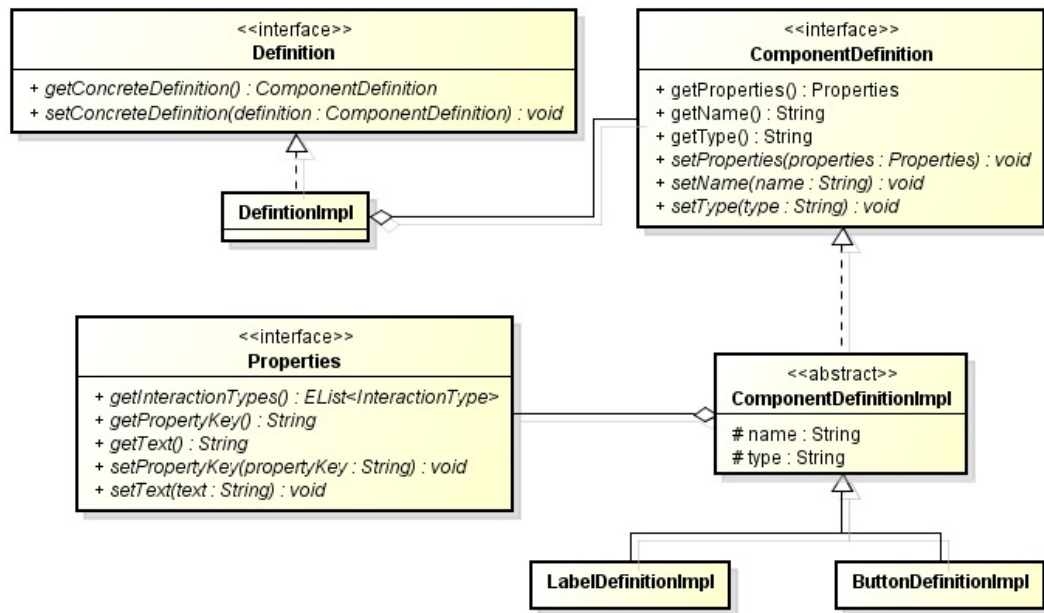 <<interface>>
Definition
+ getConcreteDefinition() : ComponentDefinition
+ setConcreteDefinition(definition : ComponentDefinition) : void
DefintionImpl
<<interface>>
ComponentDefinition
+ getProperties() : Properties
+ getName() : String
+ getType() : String
+ setProperties(properties : Properties) : void
+ setName(name : String) : void
+ setType(type : String) : void
<<interface>>
Properties
+ getInteractionTypes() : EList<InteractionType>
+ getPropertyKey() : String
+ getText() : String
+ setPropertyKey(propertyKey : String) : void
+ setText(text : String) : void
<<abstract>>
ComponentDefinitionImpl
# name : String
# type : String
LabelDefinitionImpl
ButtonDefinitionImpl